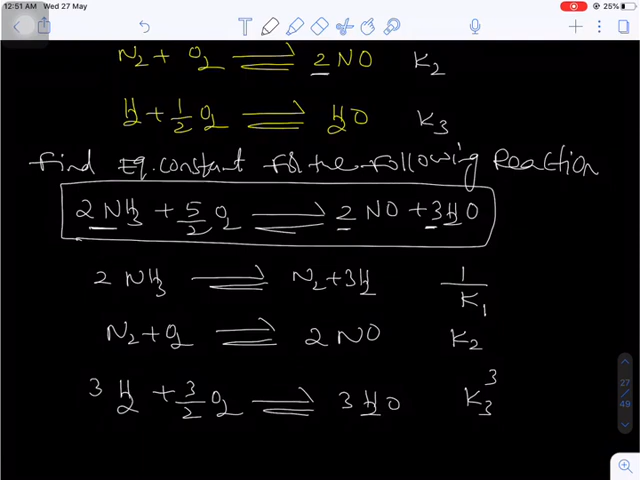 12:51 AM Wed 27 May 25%
N₂ + O₂ ⇌ 2NO K₂
H₂ + 1/2 O₂ ⇌ H₂O K₃
Find Eq. constant for the following Reaction
2NH₃ + 5/2 O₂ ⇌ 2NO + 3H₂O
2NH₃ ⇌ N₂ + 3H₂ 1/K₁
N₂ + O₂ ⇌ 2NO K₂
3H₂ + 3/2 O₂ ⇌ 3H₂O K₃³
27 / 49